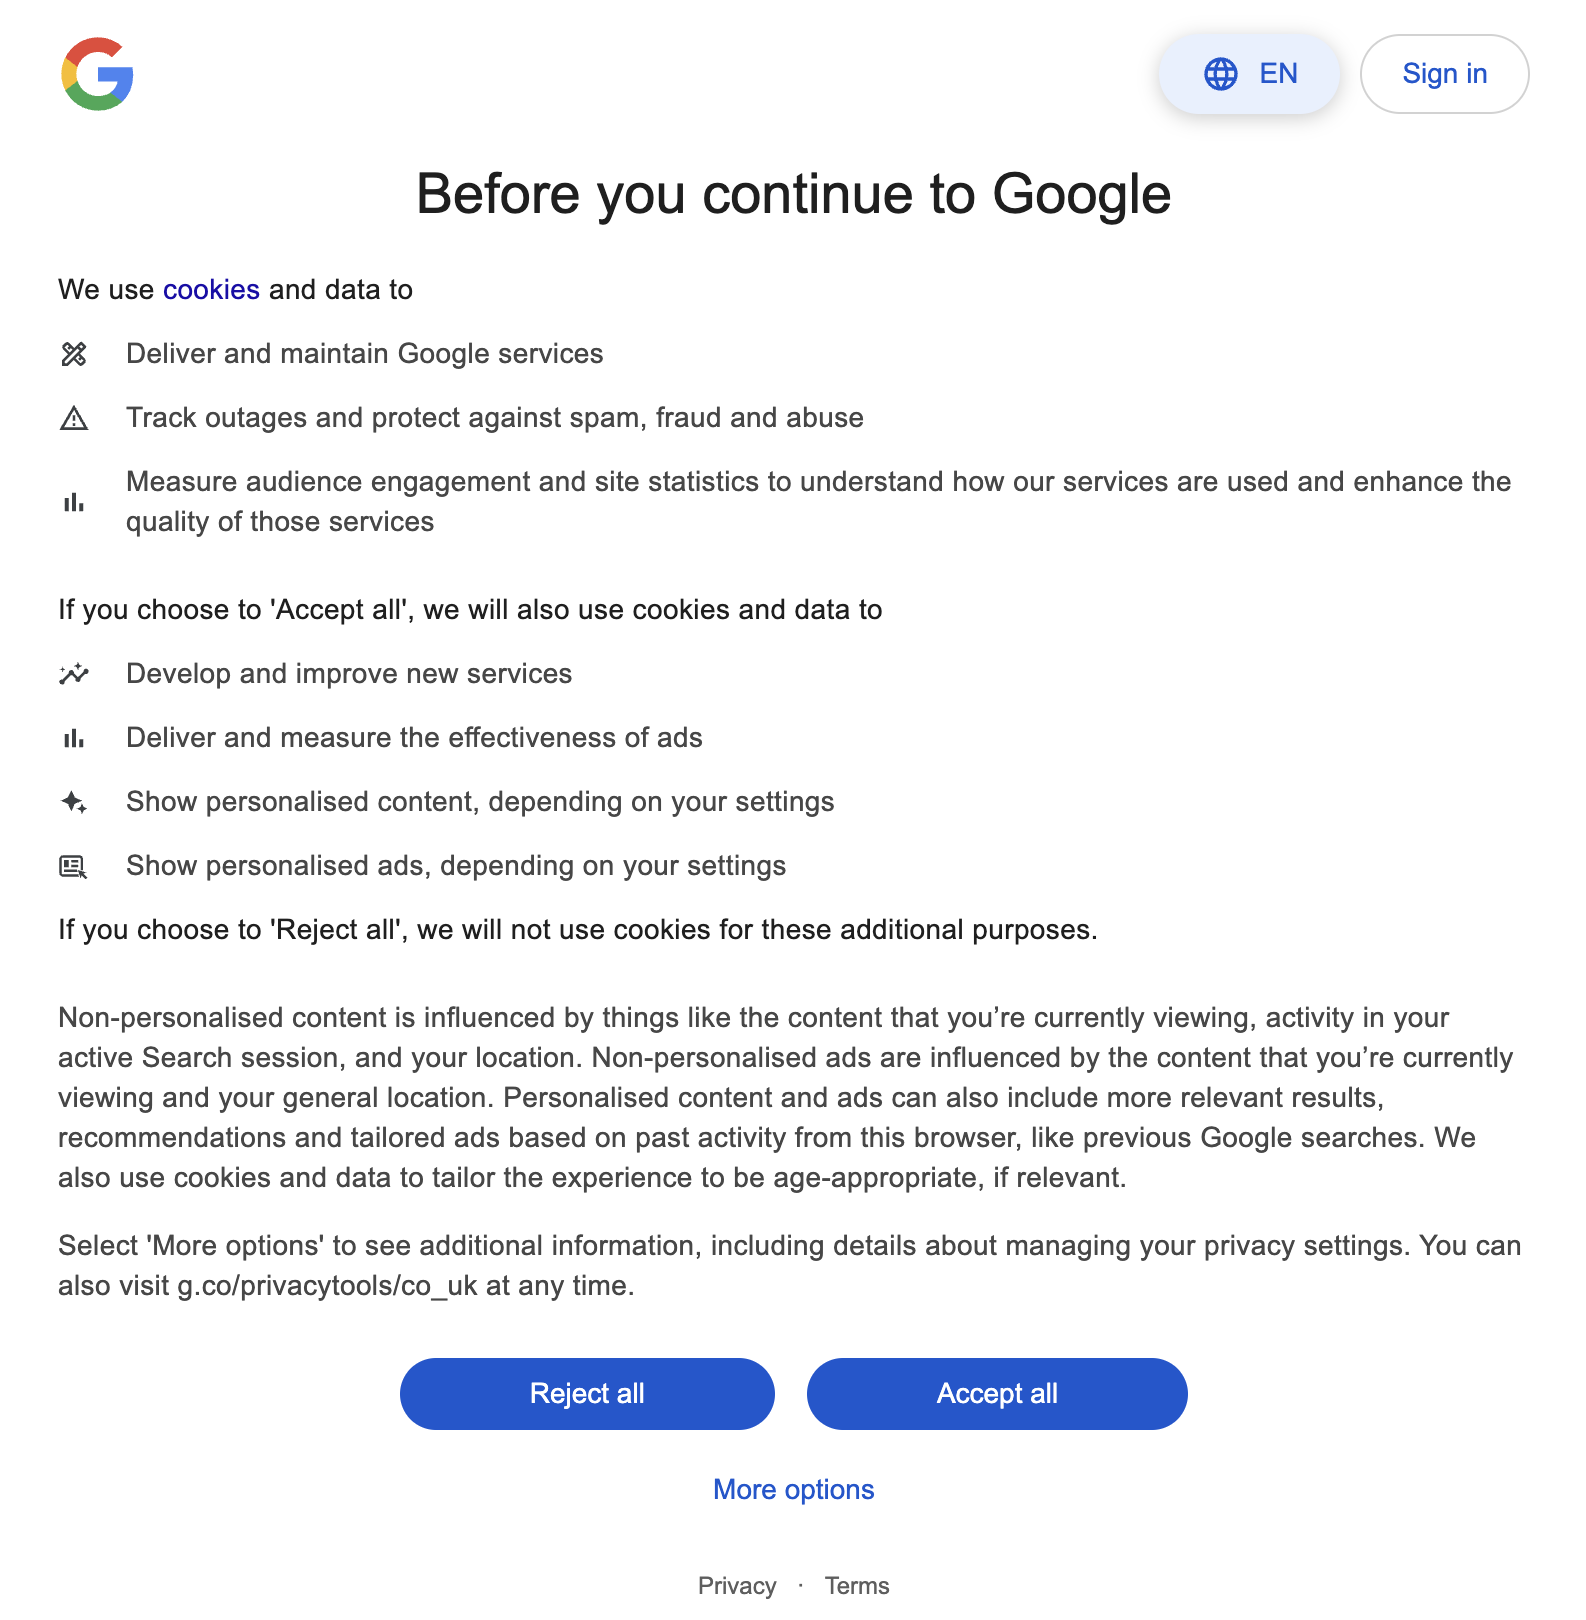 EN
Sign in
Before you continue to Google
We use cookies and data to
Deliver and maintain Google services
Track outages and protect against spam, fraud and abuse
Measure audience engagement and site statistics to understand how our services are used and enhance the
quality of those services
If you choose to 'Accept all', we will also use cookies and data to
Develop and improve new services
Deliver and measure the effectiveness of ads
Show personalised content, depending on your settings
Show personalised ads, depending on your settings
If you choose to 'Reject all', we will not use cookies for these additional purposes.
Non-personalised content is influenced by things like the content that you’re currently viewing, activity in your
active Search session, and your location. Non-personalised ads are influenced by the content that you’re currently
viewing and your general location. Personalised content and ads can also include more relevant results,
recommendations and tailored ads based on past activity from this browser, like previous Google searches. We
also use cookies and data to tailor the experience to be age-appropriate, if relevant.
Select 'More options' to see additional information, including details about managing your privacy settings. You can
also visit g.co/privacytools/co_uk at any time.
Reject all
Accept all
More options
Privacy · Terms